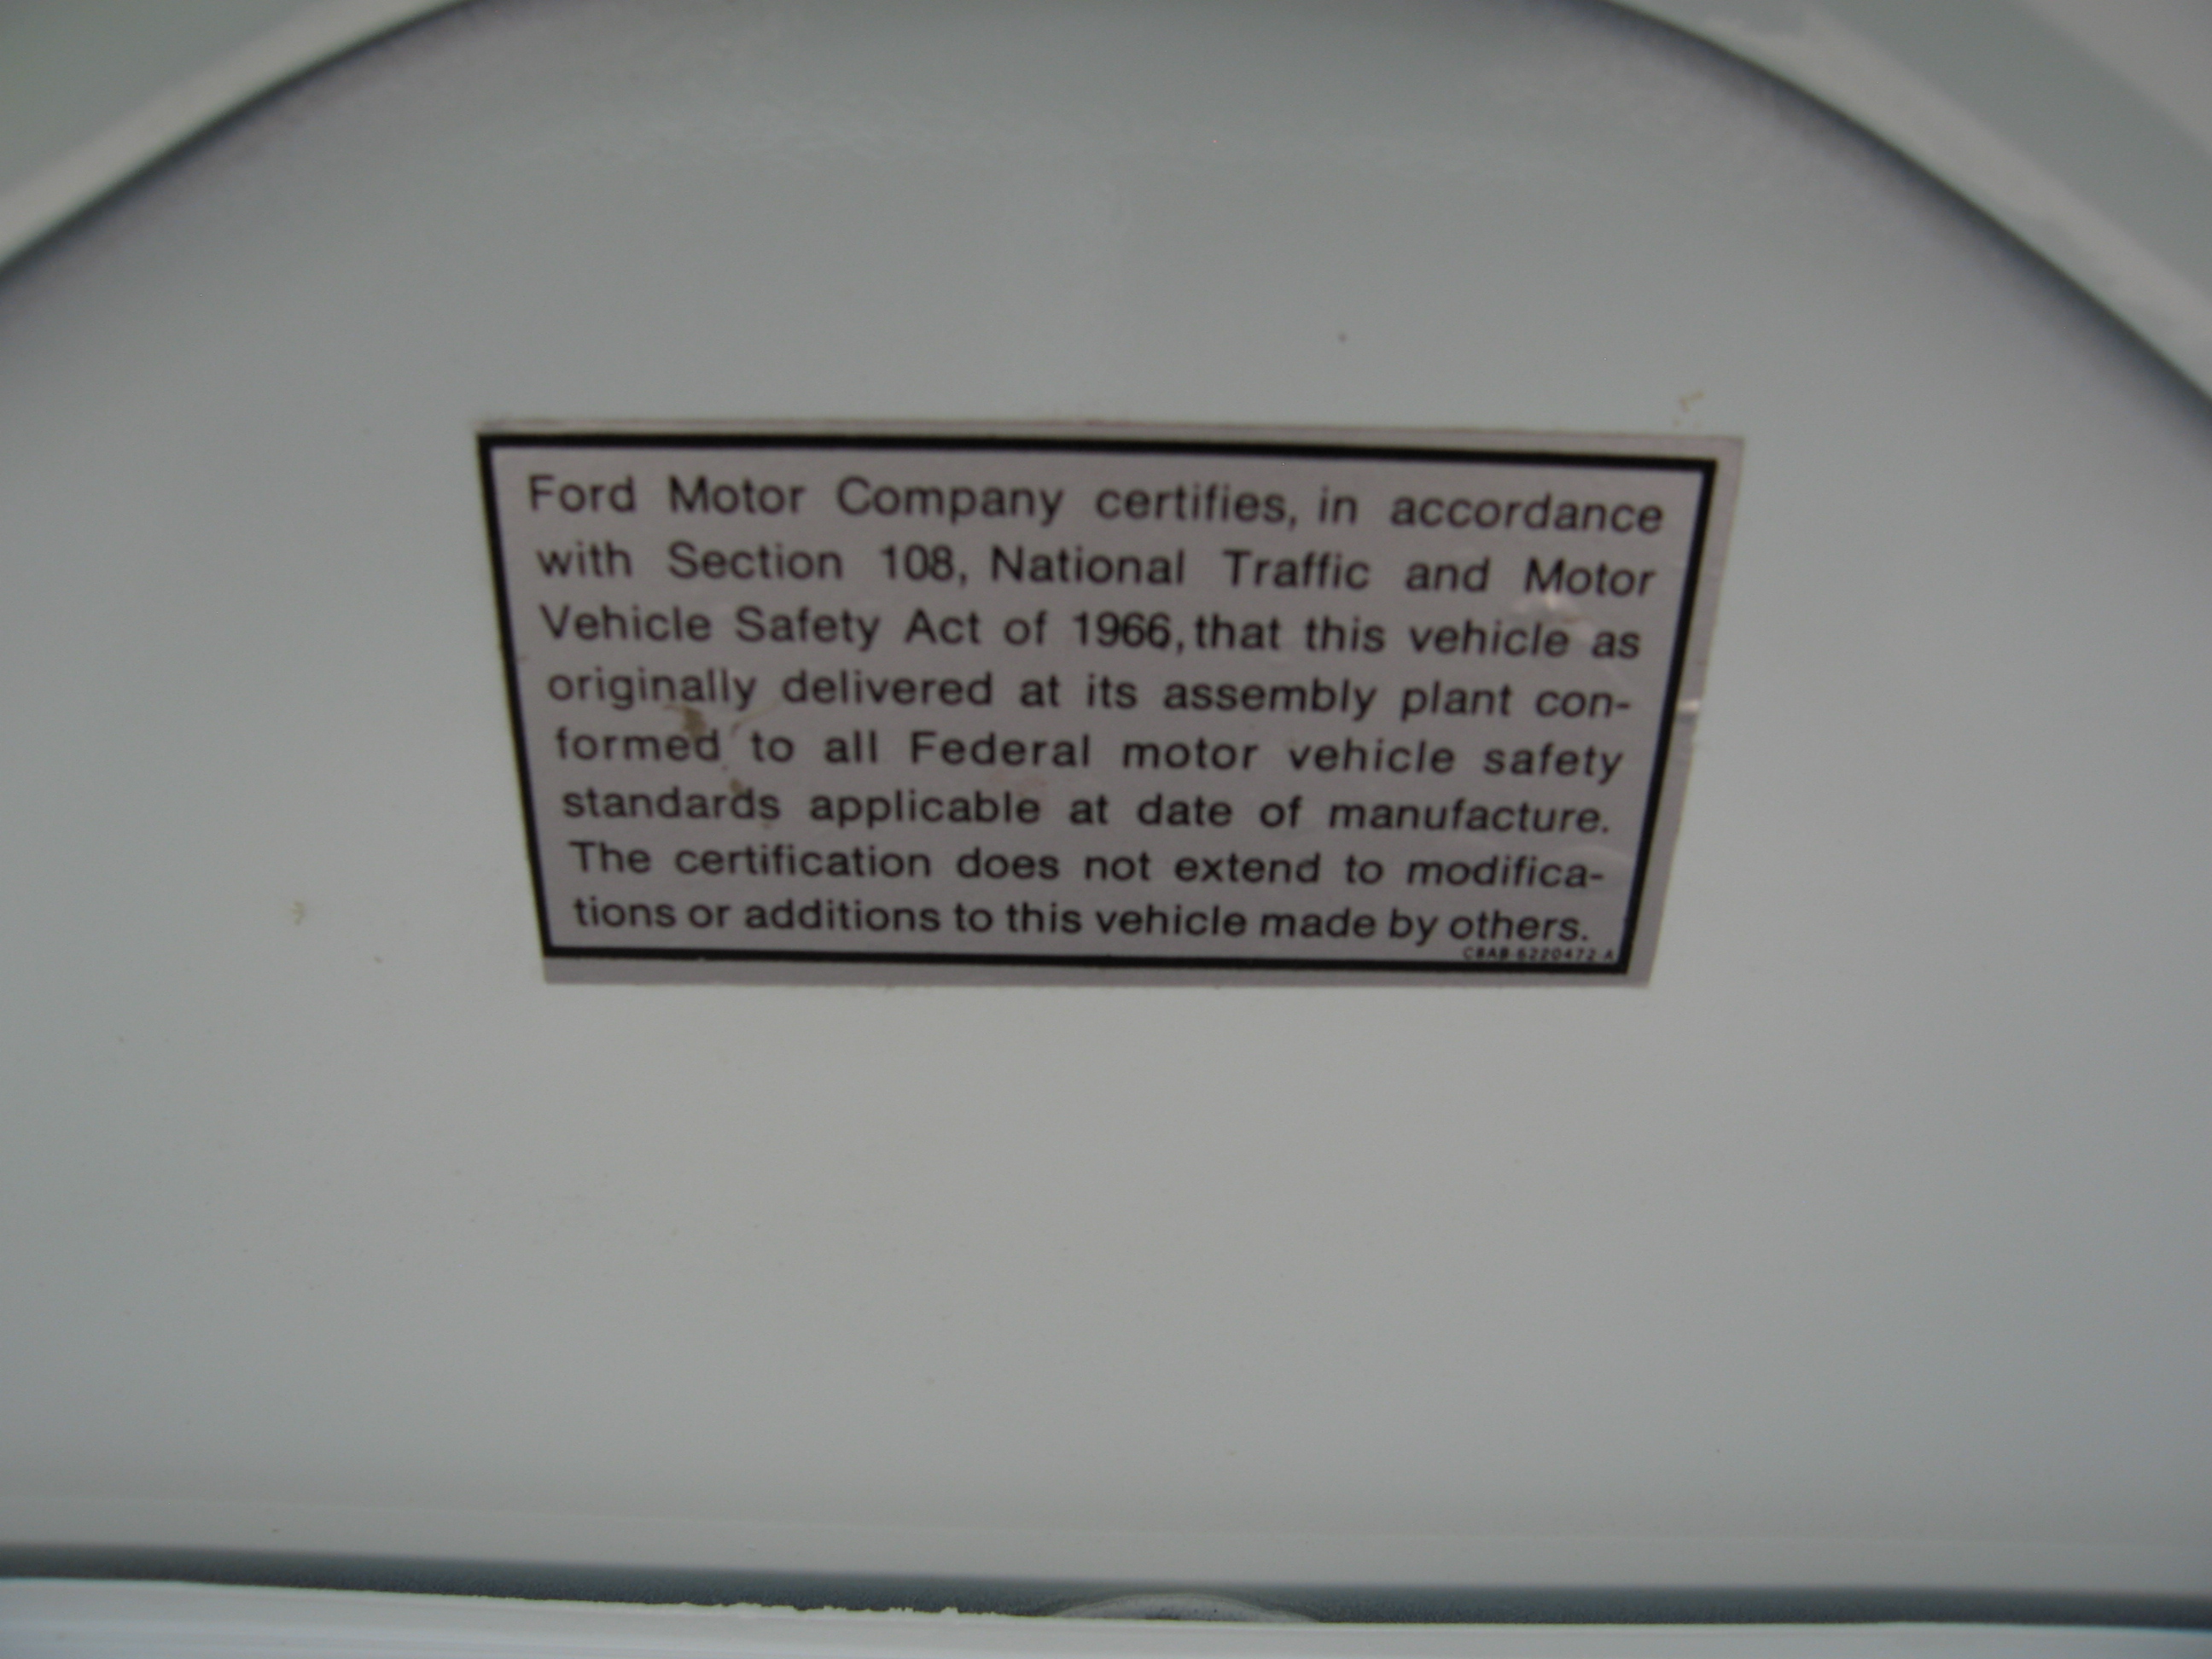 Ford Motor Company certifies, in accordance
with Section 108, National Traffic and Motor
Vehicle Safety Act of 1966, that this vehicle as
originally delivered at its assembly plant con-
formed to all Federal motor vehicle safety
standards applicable at date of manufacture.
The certification does not extend to modifica-
tions or additions to this vehicle made by others.
C8AB 6220472 A